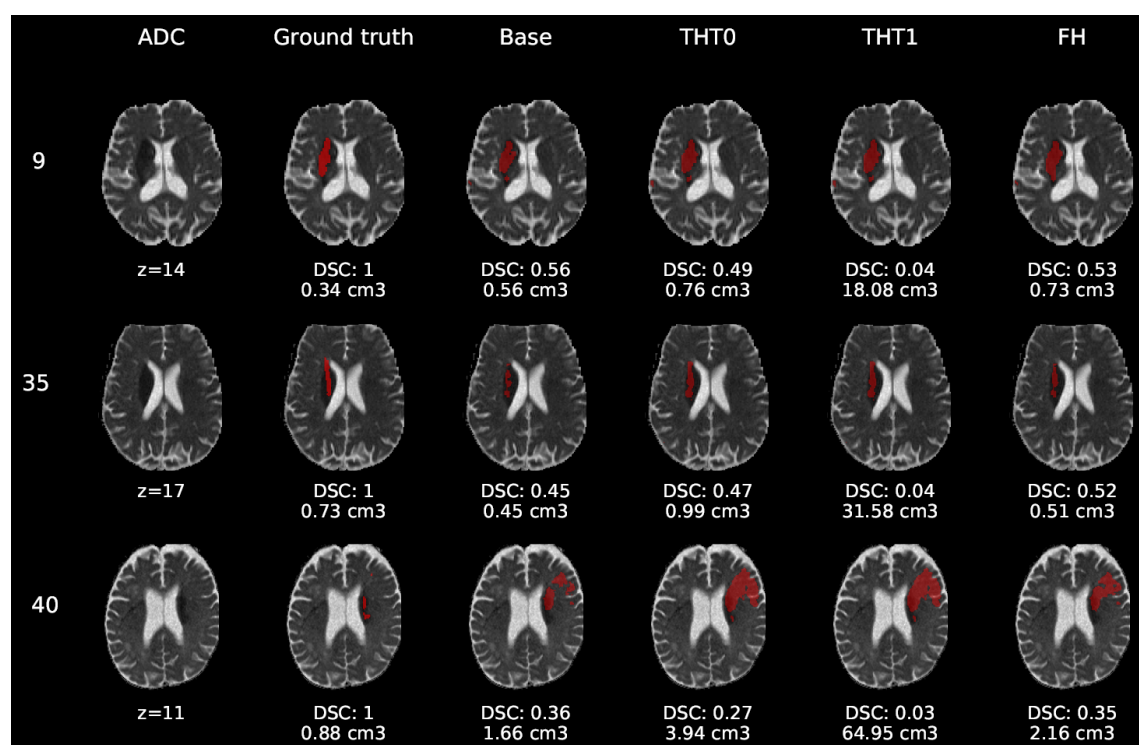 ADC Ground truth Base THT0 THT1 FH
9
z=14 DSC: 1 DSC: 0.56 DSC: 0.49 DSC: 0.04 DSC: 0.53
0.34 cm3 0.56 cm3 0.76 cm3 18.08 cm3 0.73 cm3
35
z=17 DSC: 1 DSC: 0.45 DSC: 0.47 DSC: 0.04 DSC: 0.52
0.73 cm3 0.45 cm3 0.99 cm3 31.58 cm3 0.51 cm3
40
z=11 DSC: 1 DSC: 0.36 DSC: 0.27 DSC: 0.03 DSC: 0.35
0.88 cm3 1.66 cm3 3.94 cm3 64.95 cm3 2.16 cm3